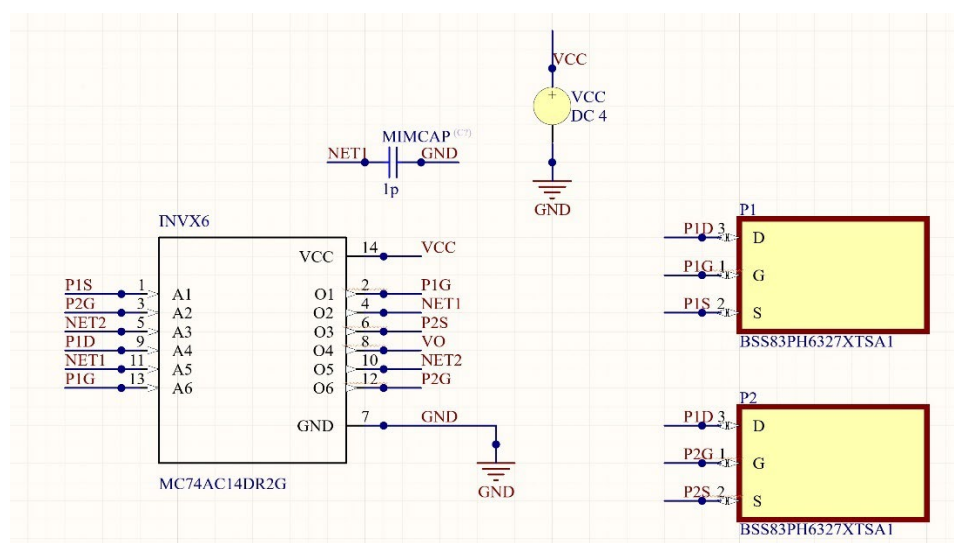 VCC
+
VCC
DC 4
GND
MIMCAP (C?)
NET1
GND
1p
INVX6
VCC 14 VCC
P1S 1 A1 O1 2 P1G
P2G 3 A2 O2 4 NET1
NET2 5 A3 O3 6 P2S
P1D 9 A4 O4 8 VO
NET1 11 A5 O5 10 NET2
P1G 13 A6 O6 12 P2G
GND 7 GND
GND
MC74AC14DR2G
P1
P1D 3 D
P1G 1 G
P1S 2 S
BSS83PH6327XTSA1
P2
P1D 3 D
P2G 1 G
P2S 2 S
BSS83PH6327XTSA1